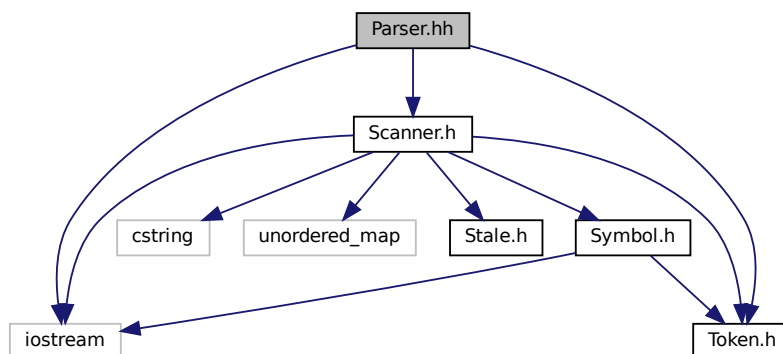 Parser.hh
Scanner.h
cstring
unordered_map
Stale.h
Symbol.h
iostream
Token.h